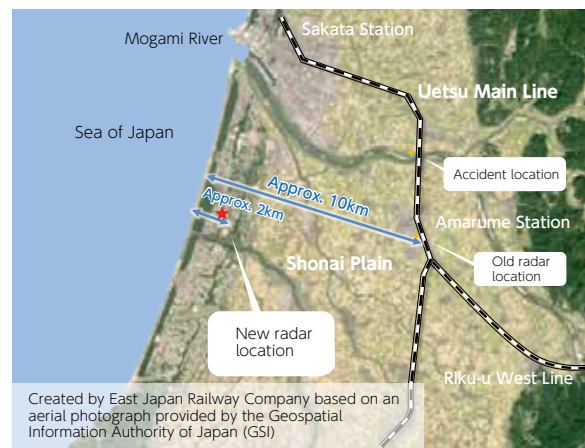 Sakata Station
Mogami River
Uetsu Main Line
Sea of Japan
Accident location
Approx. 10km
Approx. 2km
Amarume Station
Old radar
location
Shonai Plain
New radar
location
Riku-u West Line
Created by East Japan Railway Company based on an
aerial photograph provided by the Geospatial
Information Authority of Japan (GSI)